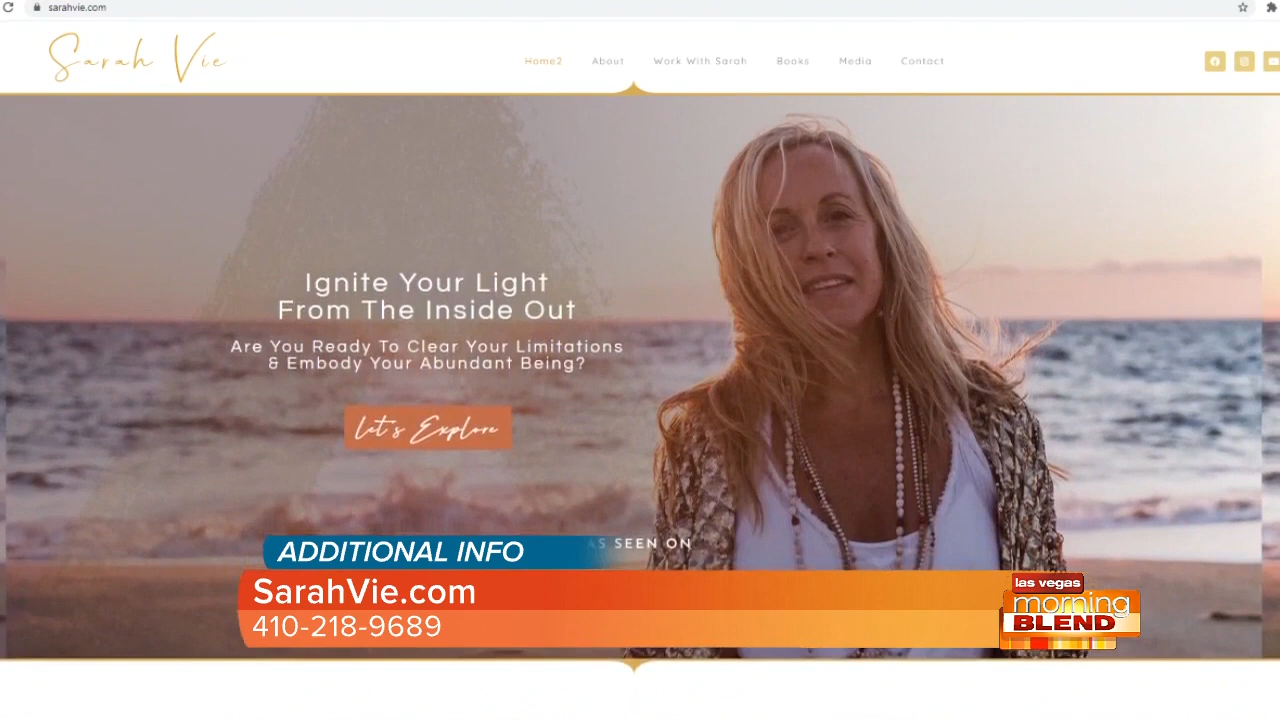 sarahvie.com
Sarah Vie
Home2 About Work With Sarah Books Media Contact
Ignite Your Light
From The Inside Out
Are You Ready To Clear Your Limitations
& Embody Your Abundant Being?
Let's Explore
AS SEEN ON
ADDITIONAL INFO
SarahVie.com
410-218-9689
las vegas
morning
BLEND